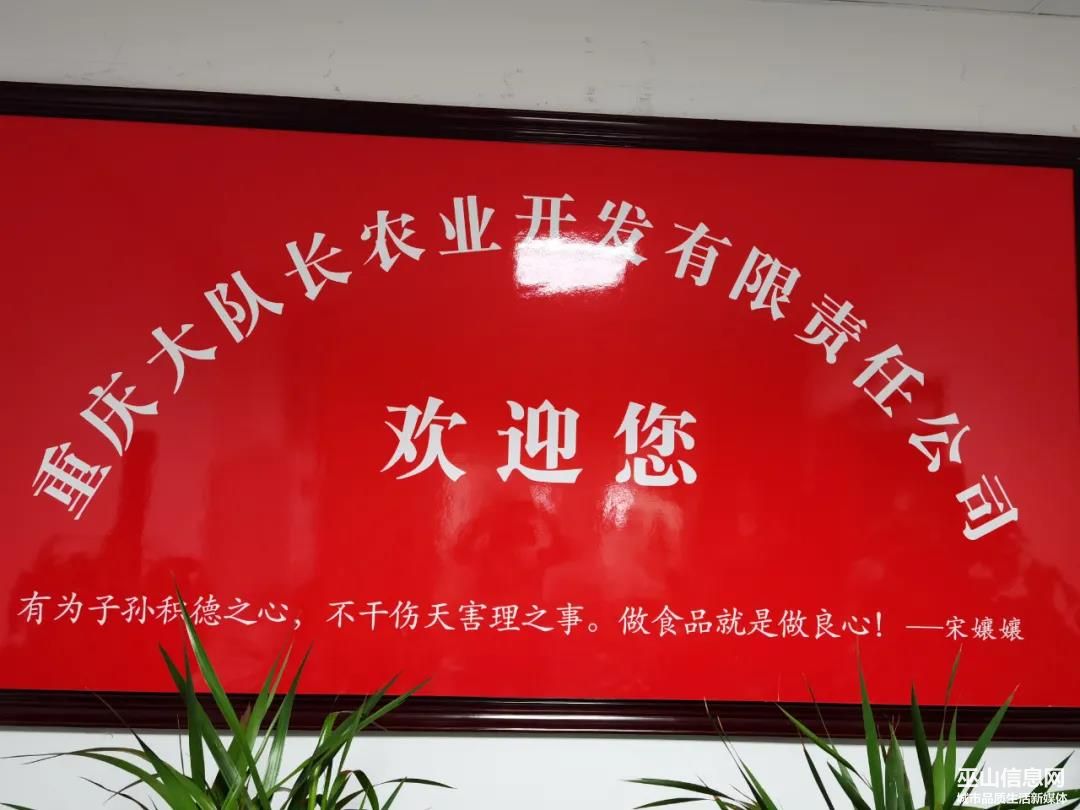 重庆大队长农业开发有限责任公司
欢迎您
有为子孙积德之心，不干伤天害理之事。做食品就是做良心！——宋孃孃
巫山信息网
城市品质生活新媒体